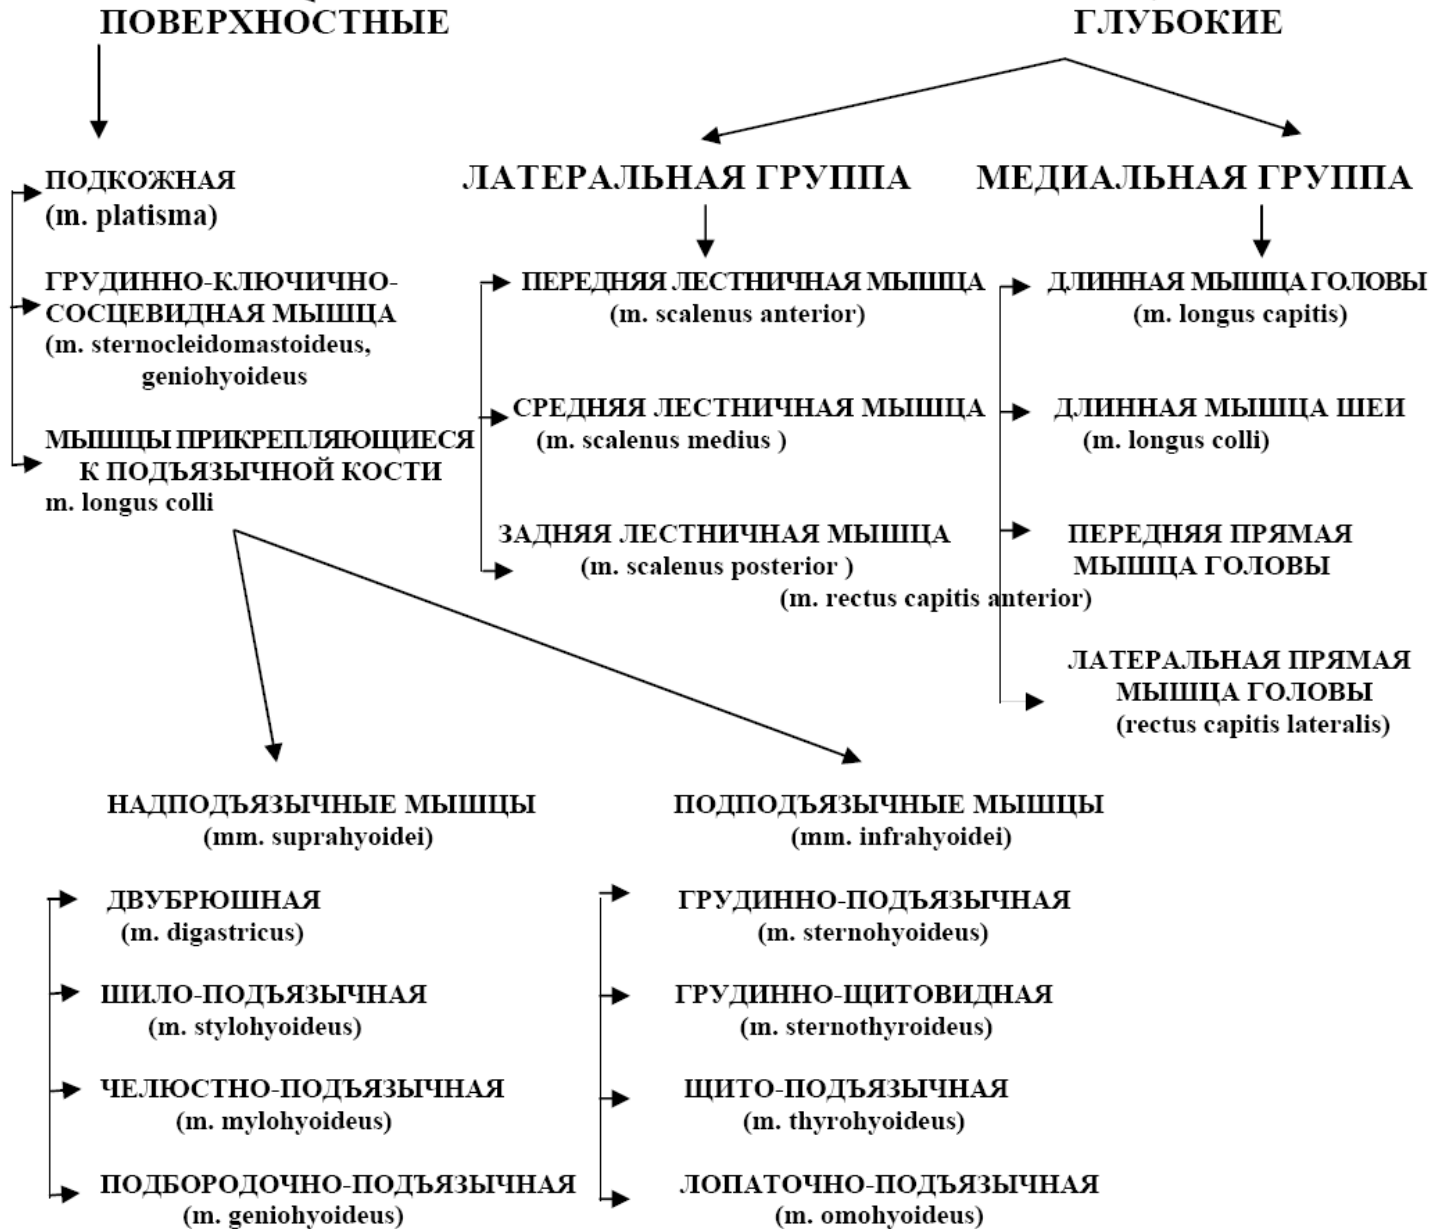 ПОВЕРХНОСТНЫЕ
ГЛУБОКИЕ
ПОДКОЖНАЯ
(m. platisma)
ГРУДИННО-КЛЮЧИЧНО-
СОСЦЕВИДНАЯ МЫШЦА
(m. sternocleidomastoideus,
geniohyoideus
МЫШЦЫ ПРИКРЕПЛЯЮЩИЕСЯ
К ПОДЪЯЗЫЧНОЙ КОСТИ
m. longus colli
ЛАТЕРАЛЬНАЯ ГРУППА
ПЕРЕДНЯЯ ЛЕСТНИЧНАЯ МЫШЦА
(m. scalenus anterior)
СРЕДНЯЯ ЛЕСТНИЧНАЯ МЫШЦА
(m. scalenus medius )
ЗАДНЯЯ ЛЕСТНИЧНАЯ МЫШЦА
(m. scalenus posterior )
(m. rectus capitis anterior)
МЕДИАЛЬНАЯ ГРУППА
ДЛИННАЯ МЫШЦА ГОЛОВЫ
(m. longus capitis)
ДЛИННАЯ МЫШЦА ШЕИ
(m. longus colli)
ПЕРЕДНЯЯ ПРЯМАЯ
МЫШЦА ГОЛОВЫ
ЛАТЕРАЛЬНАЯ ПРЯМАЯ
МЫШЦА ГОЛОВЫ
(rectus capitis lateralis)
НАДПОДЪЯЗЫЧНЫЕ МЫШЦЫ
(mm. suprahyoidei)
ДВУБРЮШНАЯ
(m. digastricus)
ШИЛО-ПОДЪЯЗЫЧНАЯ
(m. stylohyoideus)
ЧЕЛЮСТНО-ПОДЪЯЗЫЧНАЯ
(m. mylohyoideus)
ПОДБОРОДОЧНО-ПОДЪЯЗЫЧНАЯ
(m. geniohyoideus)
ПОДПОДЪЯЗЫЧНЫЕ МЫШЦЫ
(mm. infrahyoidei)
ГРУДИННО-ПОДЪЯЗЫЧНАЯ
(m. sternohyoideus)
ГРУДИННО-ЩИТОВИДНАЯ
(m. sternothyroideus)
ЩИТО-ПОДЪЯЗЫЧНАЯ
(m. thyrohyoideus)
ЛОПАТОЧНО-ПОДЪЯЗЫЧНАЯ
(m. omohyoideus)